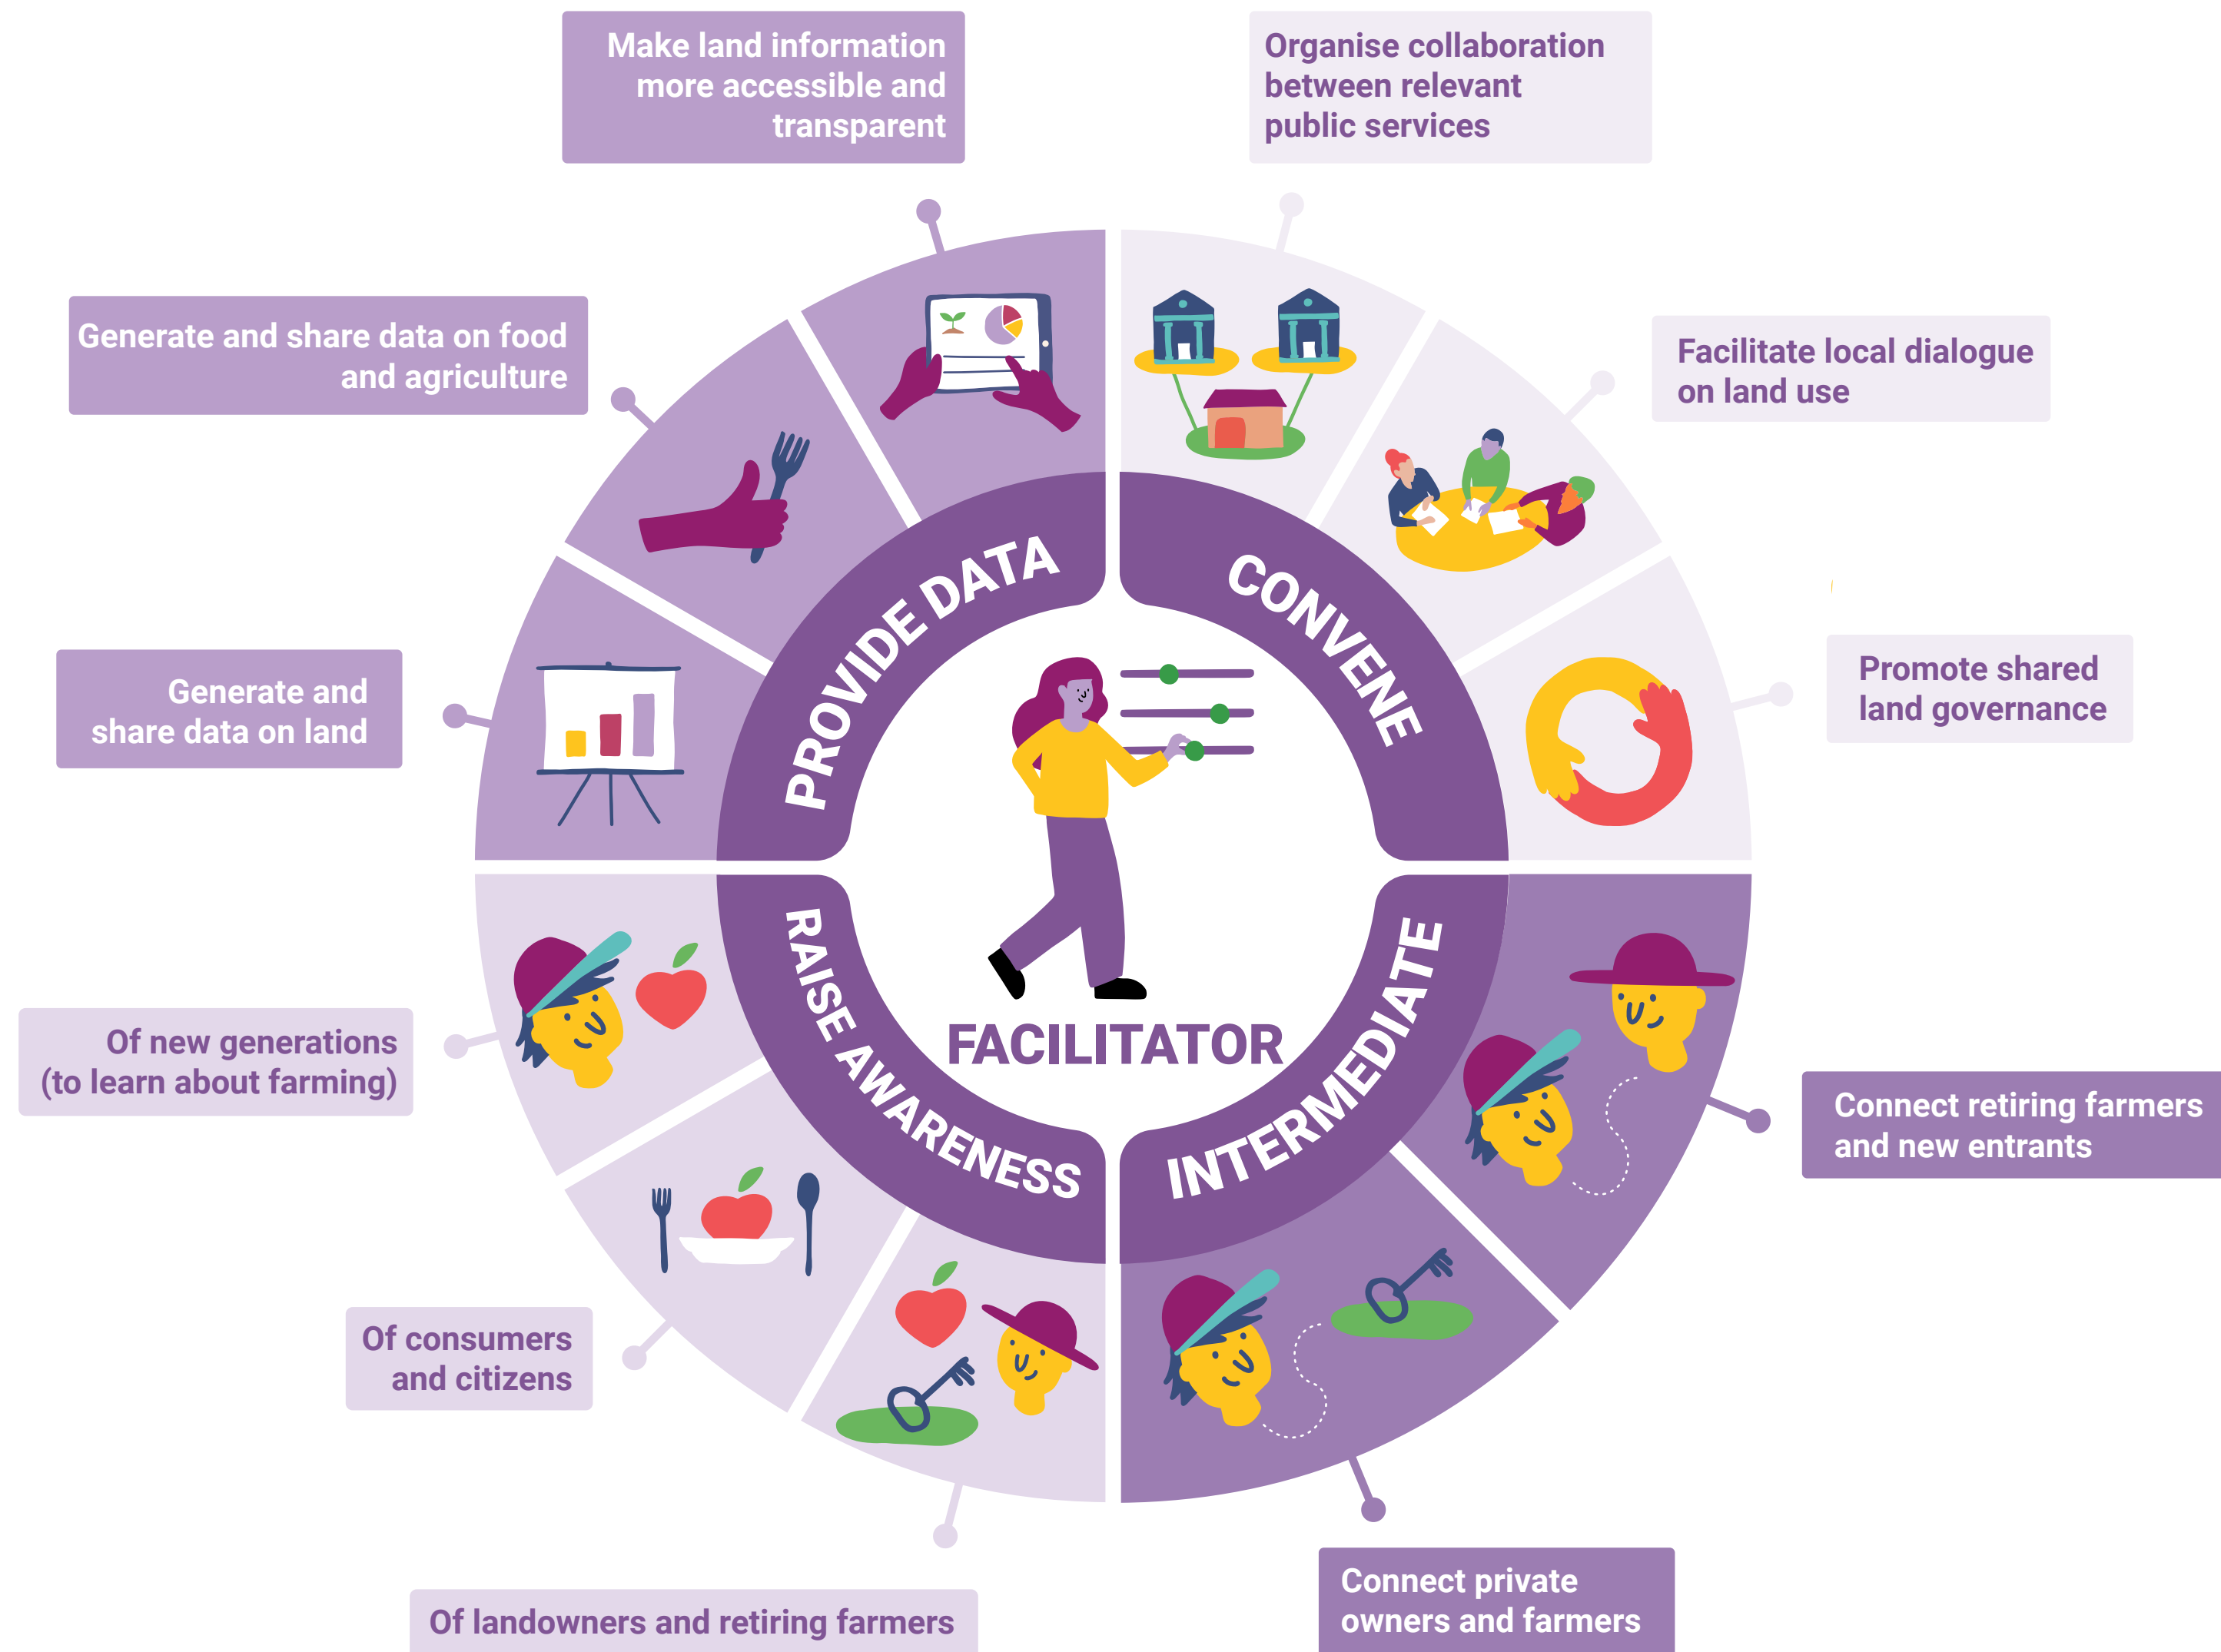 Make land information
more accessible and
transparent
Organise collaboration
between relevant
public services
Generate and share data on food
and agriculture
Facilitate local dialogue
on land use
Generate and
share data on land
Promote shared
land governance
PROVIDE DATA
CONVENE
RAISE AWARENESS
INTERMEDIATE
FACILITATOR
Of new generations
(to learn about farming)
Connect retiring farmers
and new entrants
Of consumers
and citizens
Of landowners and retiring farmers
Connect private
owners and farmers